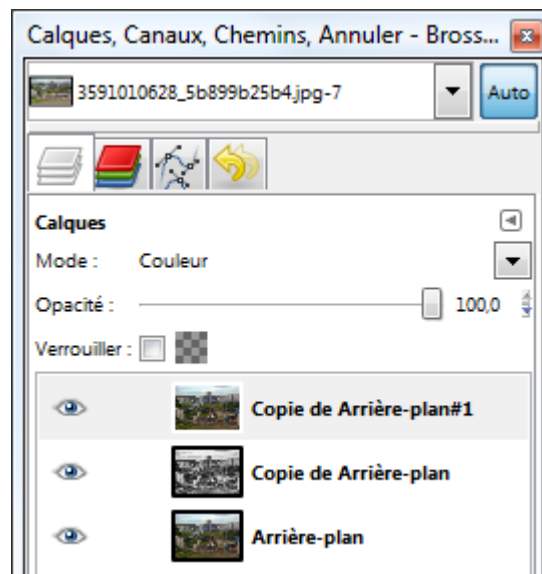 Calques, Canaux, Chemins, Annuler - Bross...
3591010628_5b899b25b4.jpg-7
Auto
Calques
Mode : Couleur
Opacité : 100,0
Verrouiller :
Copie de Arrière-plan#1
Copie de Arrière-plan
Arrière-plan